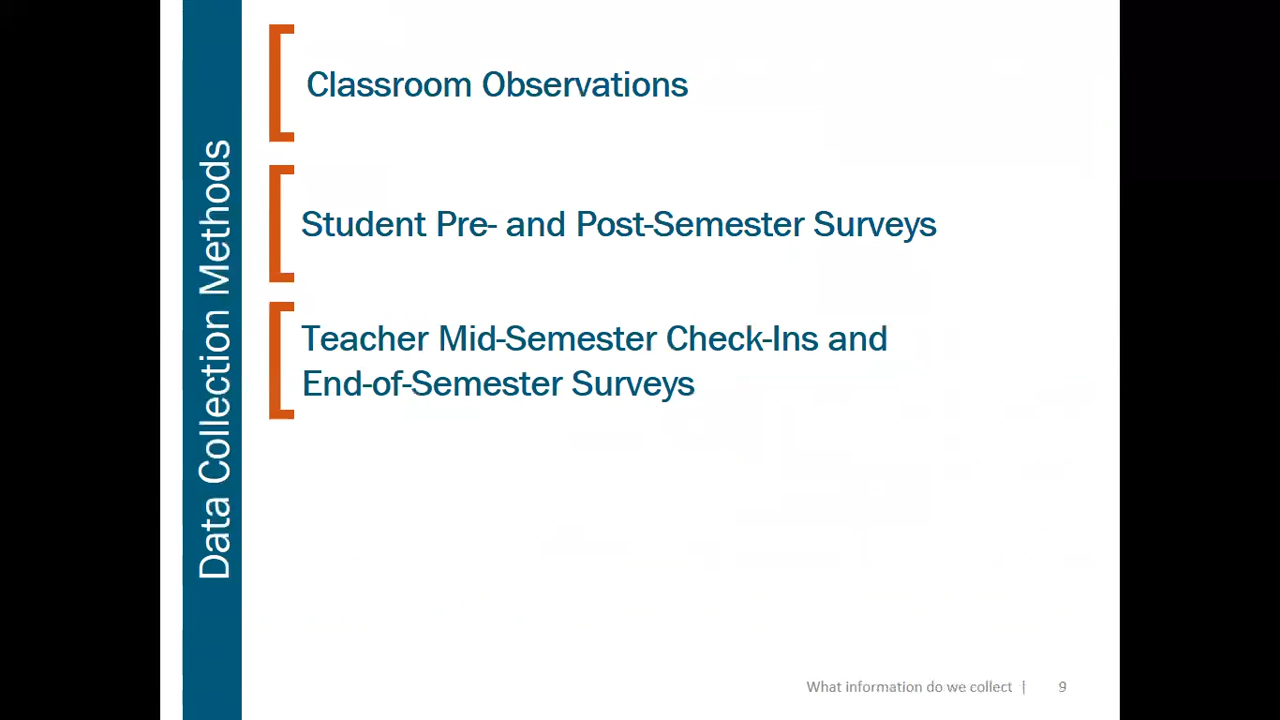 Data Collection Methods
Classroom Observations
Student Pre- and Post-Semester Surveys
Teacher Mid-Semester Check-Ins and
End-of-Semester Surveys
What information do we collect | 9